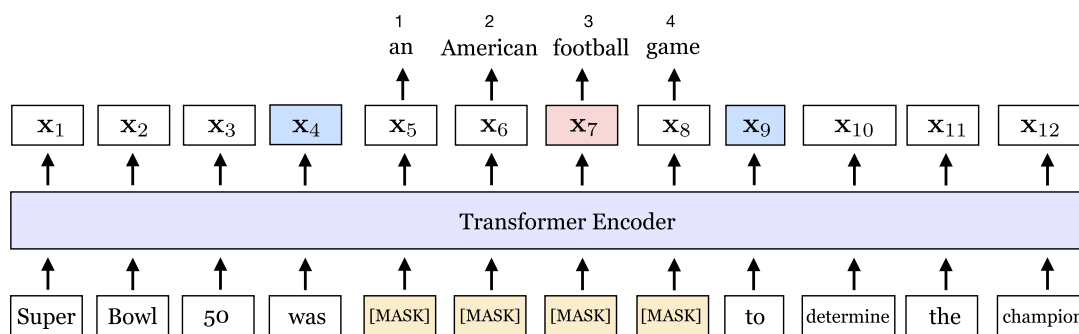 1 2 3 4
an American football game
x1 x2 x3 x4 x5 x6 x7 x8 x9 x10 x11 x12
Transformer Encoder
Super Bowl 50 was [MASK] [MASK] [MASK] [MASK] to determine the champion